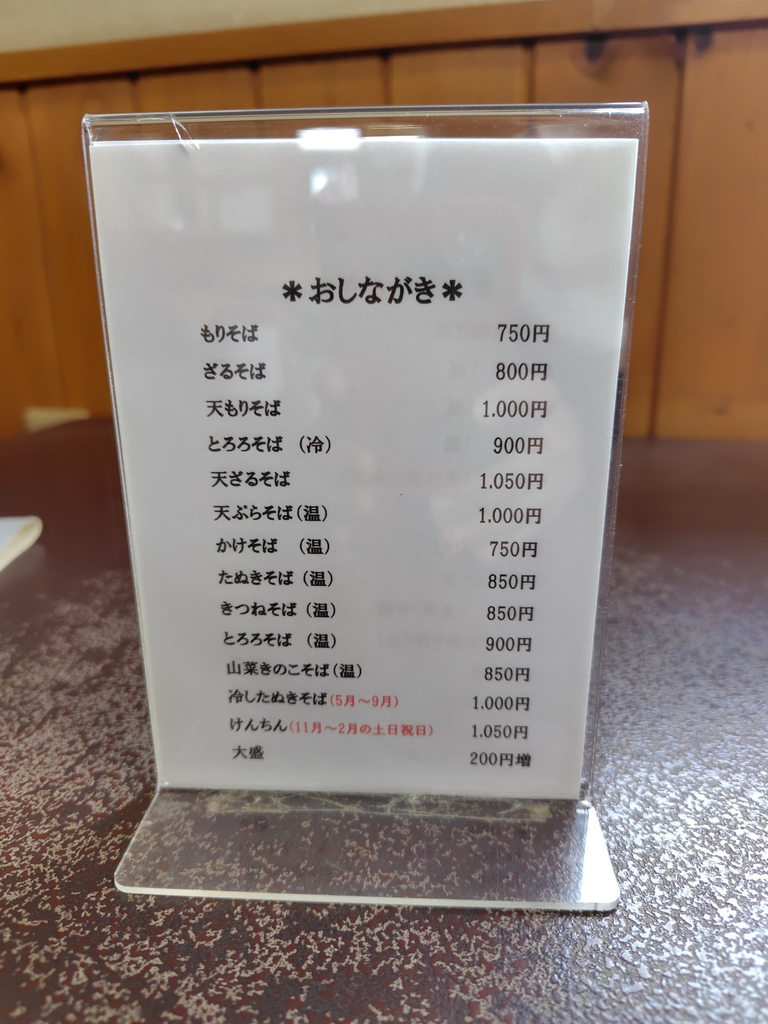 ＊おしながき＊
もりそば 750円
ざるそば 800円
天もりそば 1.000円
とろろそば （冷） 900円
天ざるそば 1.050円
天ぷらそば（温） 1.000円
かけそば （温） 750円
たぬきそば（温） 850円
きつねそば（温） 850円
とろろそば （温） 900円
山菜きのこそば（温） 850円
冷したぬきそば（5月～9月） 1.000円
けんちん（11月～2月の土日祝日） 1.050円
大盛 200円増